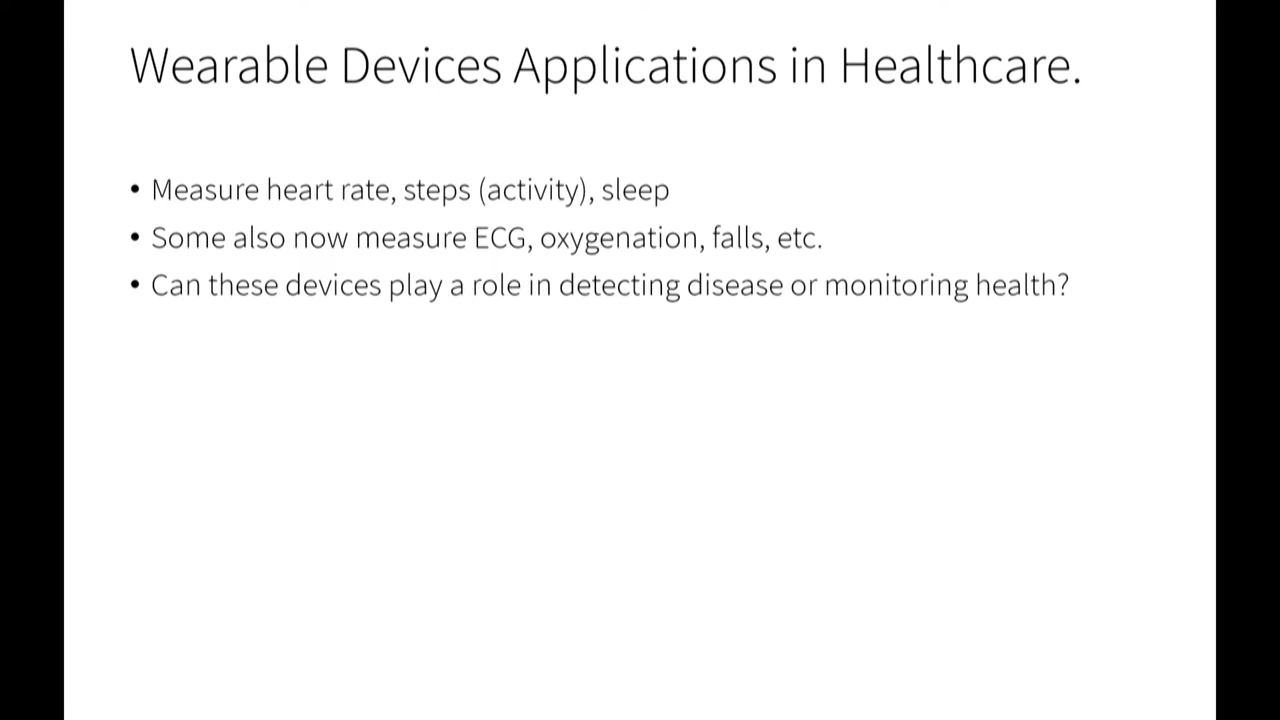 Wearable Devices Applications in Healthcare.
• Measure heart rate, steps (activity), sleep
• Some also now measure ECG, oxygenation, falls, etc.
• Can these devices play a role in detecting disease or monitoring health?